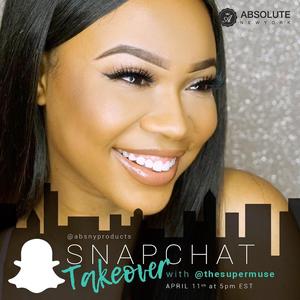 ABSOLUTE
NEW YORK
@absnyproducts
SNAPCHAT
Takeover with @thesupermuse
APRIL 11th at 5pm EST